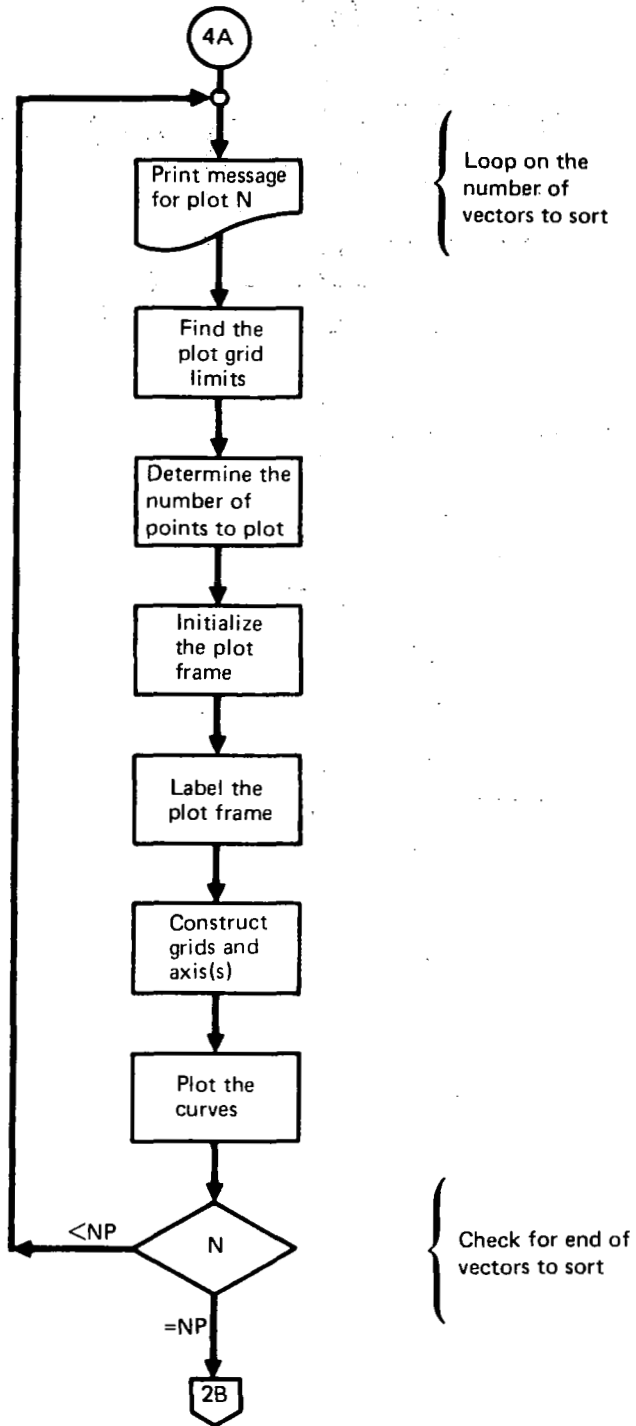 4A
Print message
for plot N
Loop on the
number of
vectors to sort
Find the
plot grid
limits
Determine the
number of
points to plot
Initialize
the plot
frame
Label the
plot frame
Construct
grids and
axis(s)
Plot the
curves
<NP
N
Check for end of
vectors to sort
=NP
2B